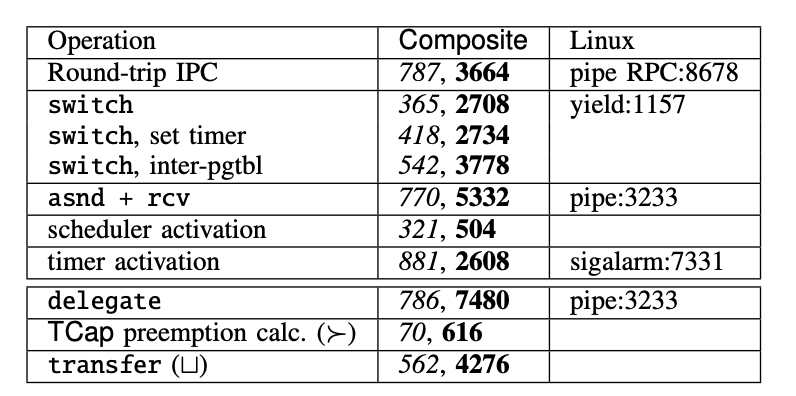 Operation Composite Linux
Round-trip IPC 787, 3664 pipe RPC:8678
switch 365, 2708 yield:1157
switch, set timer 418, 2734
switch, inter-pgtbl 542, 3778
asnd + rcv 770, 5332 pipe:3233
scheduler activation 321, 504
timer activation 881, 2608 sigalarm:7331
delegate 786, 7480 pipe:3233
TCap preemption calc. (≻) 70, 616
transfer (⊔) 562, 4276